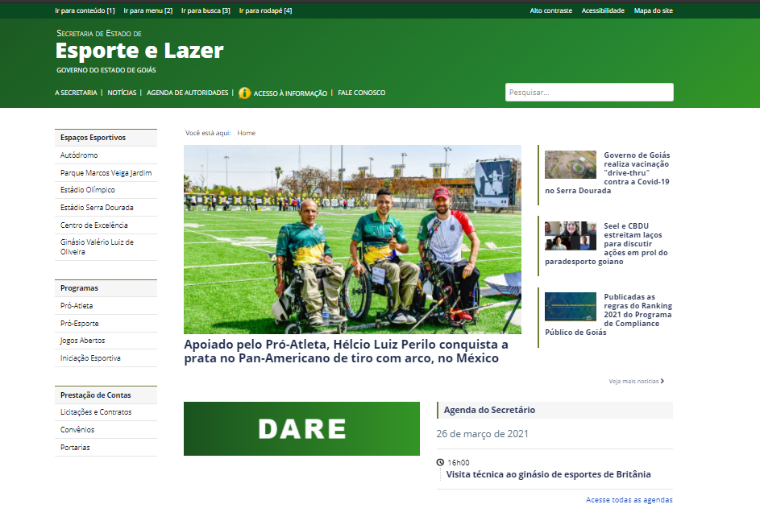 Ir para conteúdo [1] Ir para menu [2] Ir para busca [3] Ir para rodapé [4] Alto contraste Acessibilidade Mapa do site
Secretaria de Estado de
Esporte e Lazer
GOVERNO DO ESTADO DE GOIÁS
A SECRETARIA | NOTÍCIAS | AGENDA DE AUTORIDADES | ACESSO À INFORMAÇÃO | FALE CONOSCO
Pesquisar...
Espaços Esportivos
Autódromo
Parque Marcos Veiga Jardim
Estádio Olímpico
Estádio Serra Dourada
Centro de Excelência
Ginásio Valério Luiz de
Oliveira
Programas
Pró-Atleta
Pró-Esporte
Jogos Abertos
Iniciação Esportiva
Prestação de Contas
Licitações e Contratos
Convênios
Portarias
Você está aqui: Home
Apoiado pelo Pró-Atleta, Hélcio Luiz Perilo conquista a
prata no Pan-Americano de tiro com arco, no México
Governo de Goiás
realiza vacinação
"drive-thru"
contra a Covid-19
no Serra Dourada
Seel e CBDU
estreitam laços
para discutir
ações em prol do
paradesporto goiano
Publicadas as
regras do Ranking
2021 do Programa
de Compliance
Público de Goiás
Veja mais notícias
DARE
Agenda do Secretário
26 de março de 2021
16h00
Visita técnica ao ginásio de esportes de Britânia
Acesse todas as agendas